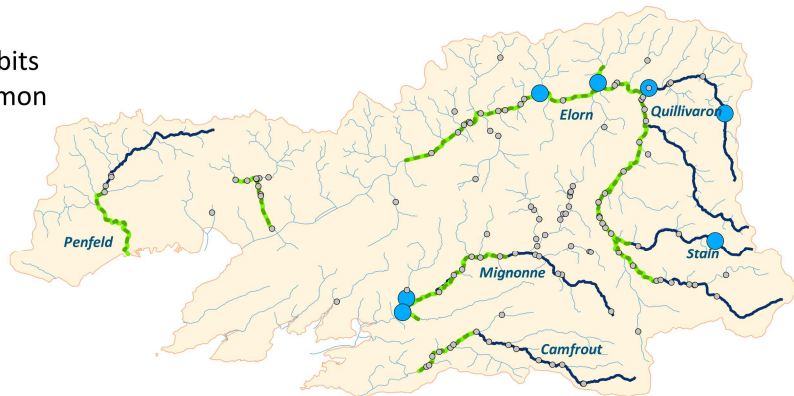 bits
mon
Elorn
Quillivaron
Penfeld
Stain
Mignonne
Camfrout